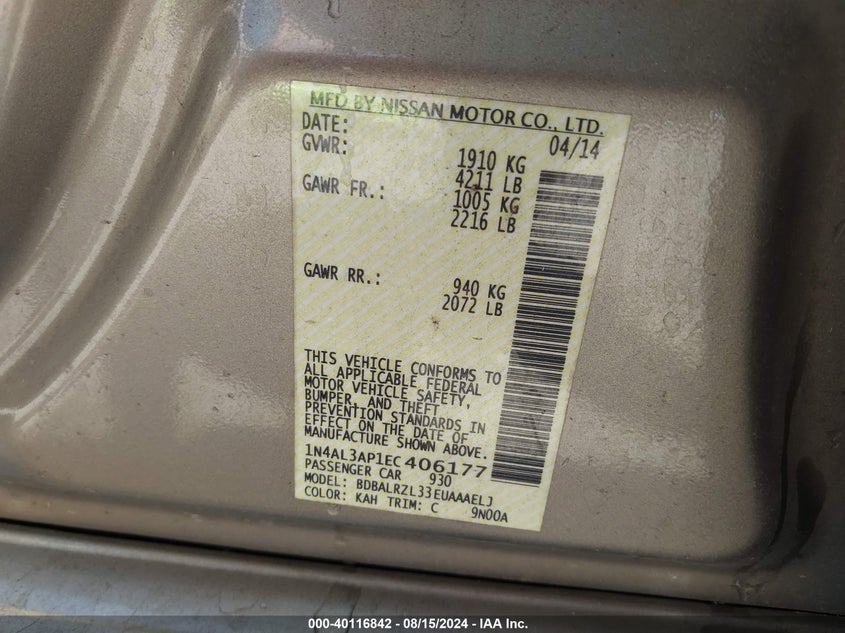 MFD BY NISSAN MOTOR CO., LTD.
DATE: 04/14
GVWR: 1910 KG
4211 LB
GAWR FR.: 1005 KG
2216 LB
GAWR RR.: 940 KG
2072 LB
THIS VEHICLE CONFORMS TO
ALL APPLICABLE FEDERAL
MOTOR VEHICLE SAFETY,
BUMPER, AND THEFT
PREVENTION STANDARDS IN
EFFECT ON THE DATE OF
MANUFACTURE SHOWN ABOVE.
1N4AL3AP1EC406177
PASSENGER CAR 930
MODEL: BDBALRZL33EUAAAELJ
COLOR: KAH TRIM: C 9N00A
000-40116842 - 08/15/2024 - IAA Inc.